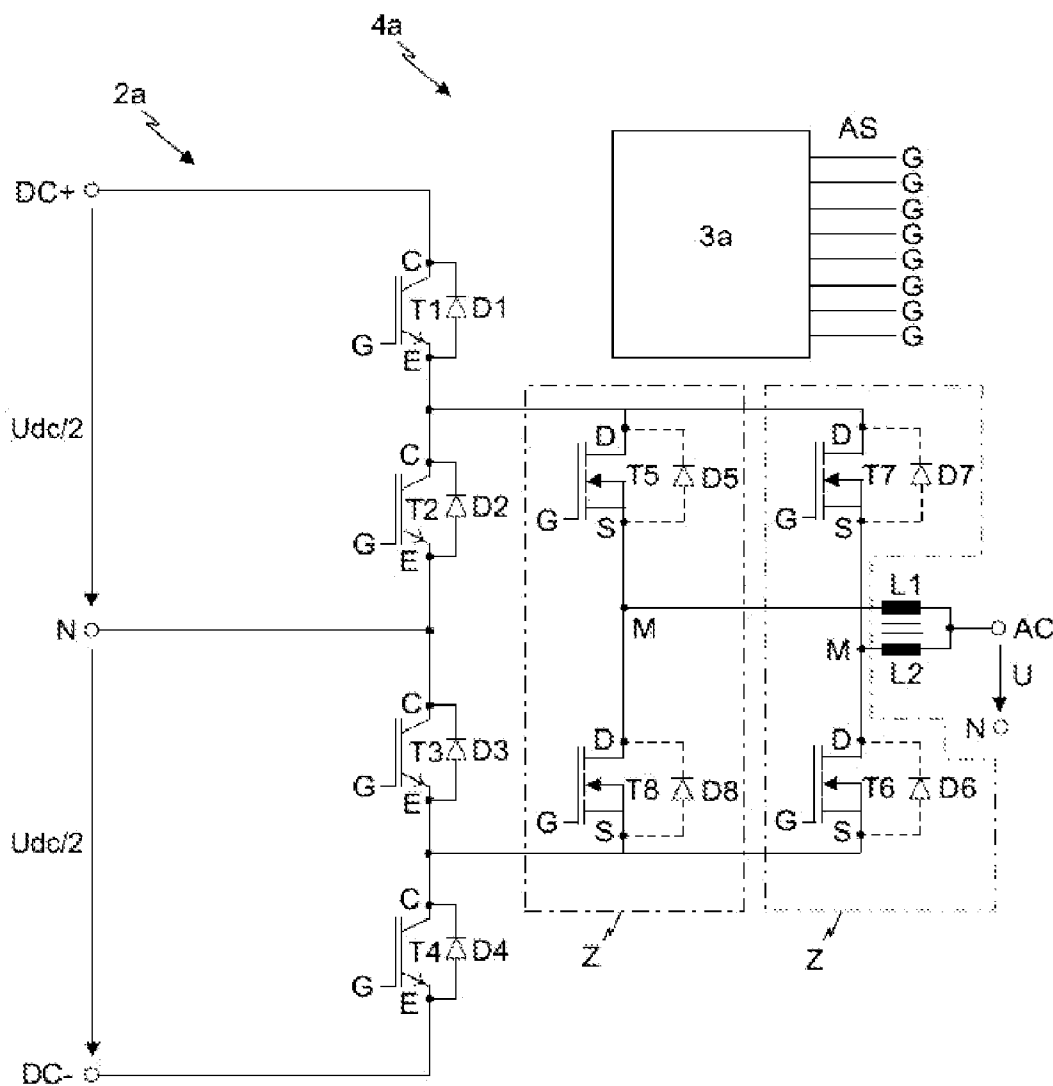 4a
2a
AS
DC+
G
G
G
G
G
G
G
G
3a
C
T1
D1
G
E
Udc/2
C
T2
D2
G
E
D
T5
D5
G
S
D
T7
D7
G
S
L1
N
M
M
AC
L2
U
N
C
T3
D3
G
E
D
T8
D8
G
S
D
T6
D6
G
S
Udc/2
C
T4
D4
G
E
Z
Z
DC-